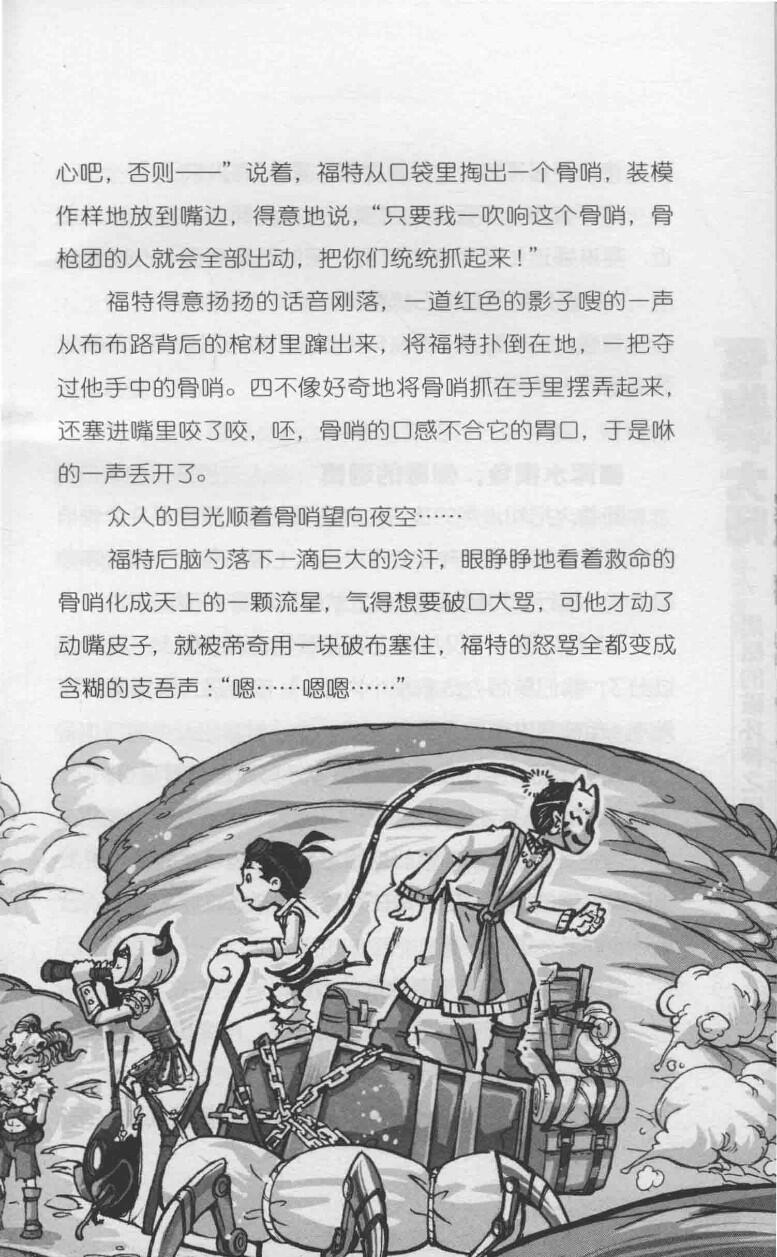 心吧，否则——”说着，福特从口袋里掏出一个骨哨，装模
作样地放到嘴边，得意地说，“只要我一吹响这个骨哨，骨
枪团的人就会全部出动，把你们统统抓起来！”
福特得意扬扬的话音刚落，一道红色的影子嗖的一声
从布布路背后的棺材里蹿出来，将福特扑倒在地，一把夺
过他手中的骨哨。四不像好奇地将骨哨抓在手里摆弄起来，
还塞进嘴里咬了咬，呸，骨哨的口感不合它的胃口，于是咻
的一声丢开了。
众人的目光顺着骨哨望向夜空……
福特后脑勺落下一滴巨大的冷汗，眼睁睁地看着救命的
骨哨化成天上的一颗流星，气得想要破口大骂，可他才动了
动嘴皮子，就被帝奇用一块破布塞住，福特的怒骂全都变成
含糊的支吾声：“嗯……嗯嗯……”